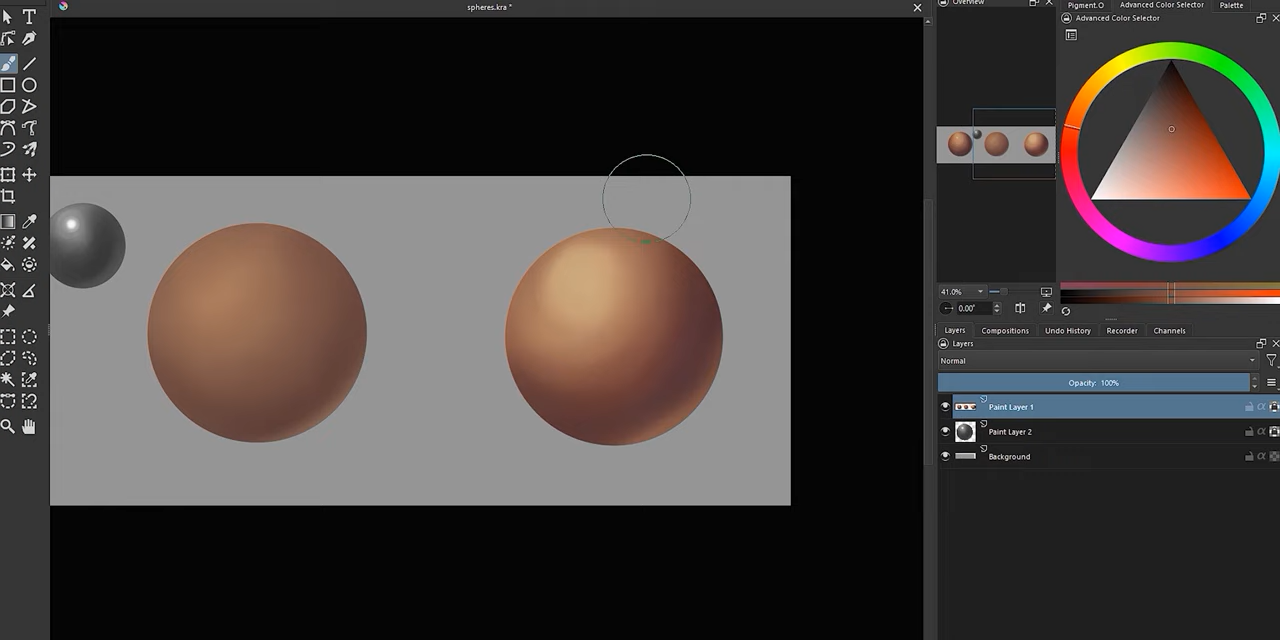 spheres.kra *
Overview
Pigment.O
Advanced Color Selector
Palette
Advanced Color Selector
41.0%
0.00°
Layers
Compositions
Undo History
Recorder
Channels
Layers
Normal
Opacity: 100%
Paint Layer 1
Paint Layer 2
Background